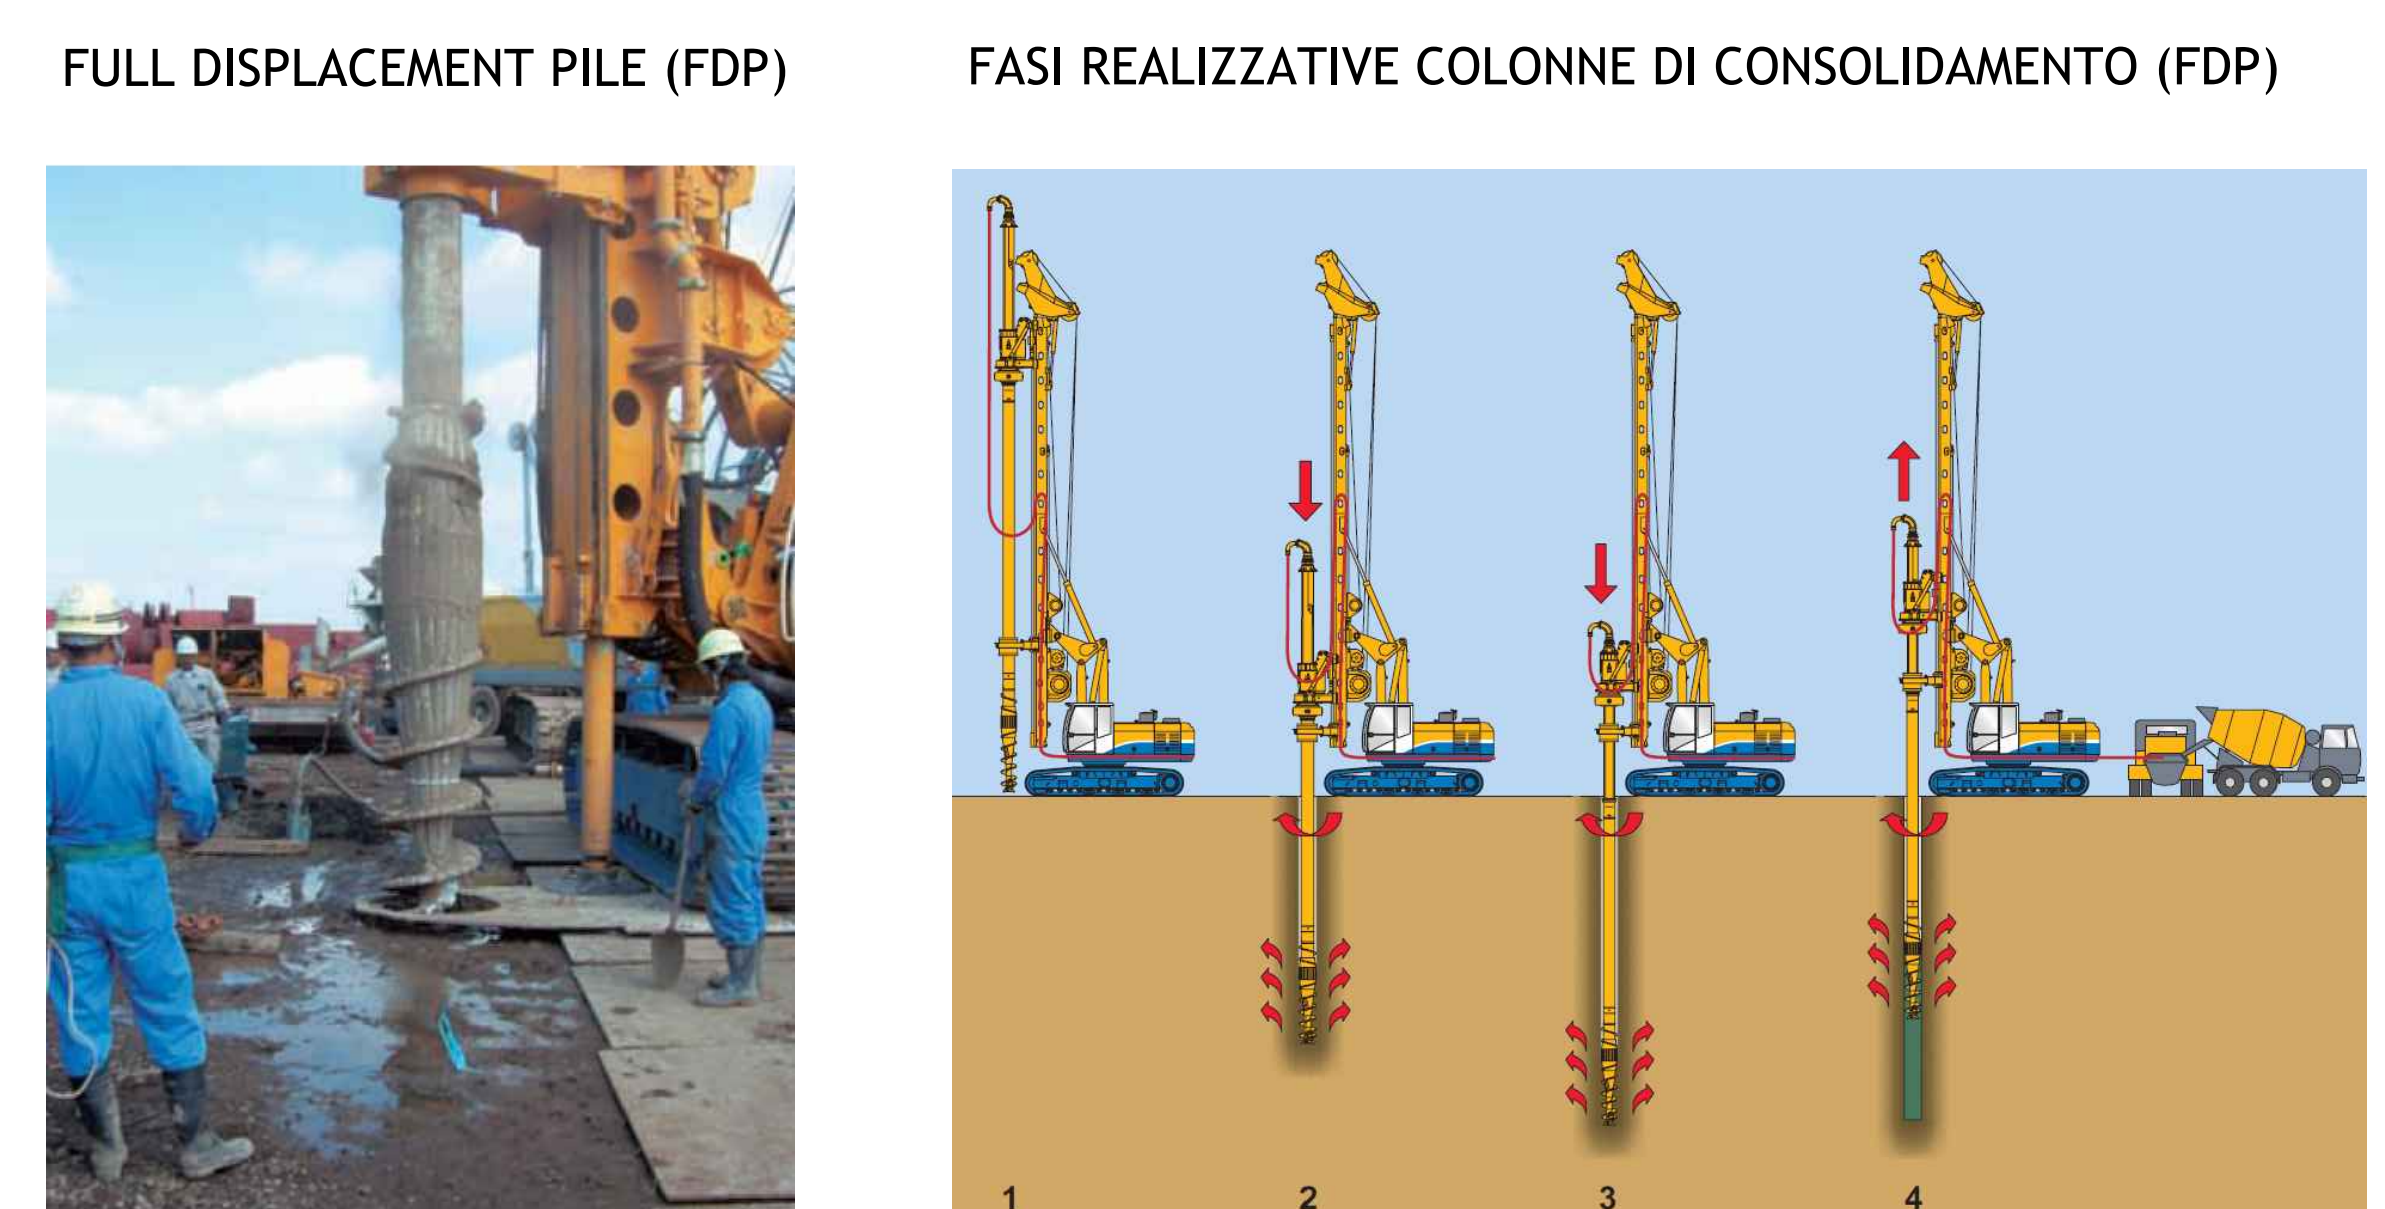 FULL DISPLACEMENT PILE (FDP)
FASI REALIZZATIVE COLONNE DI CONSOLIDAMENTO (FDP)
1
2
3
4